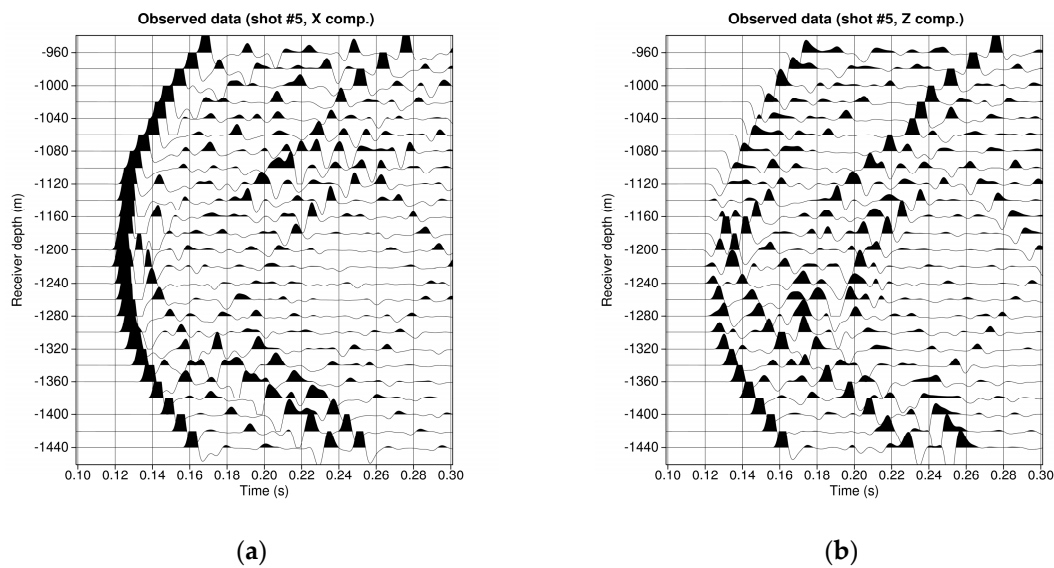 Observed data (shot #5, X comp.)
Receiver depth (m)
-960
-1000
-1040
-1080
-1120
-1160
-1200
-1240
-1280
-1320
-1360
-1400
-1440
0.10 0.12 0.14 0.16 0.18 0.20 0.22 0.24 0.26 0.28 0.30
Time (s)
(a)
Observed data (shot #5, Z comp.)
Receiver depth (m)
-960
-1000
-1040
-1080
-1120
-1160
-1200
-1240
-1280
-1320
-1360
-1400
-1440
0.10 0.12 0.14 0.16 0.18 0.20 0.22 0.24 0.26 0.28 0.30
Time (s)
(b)